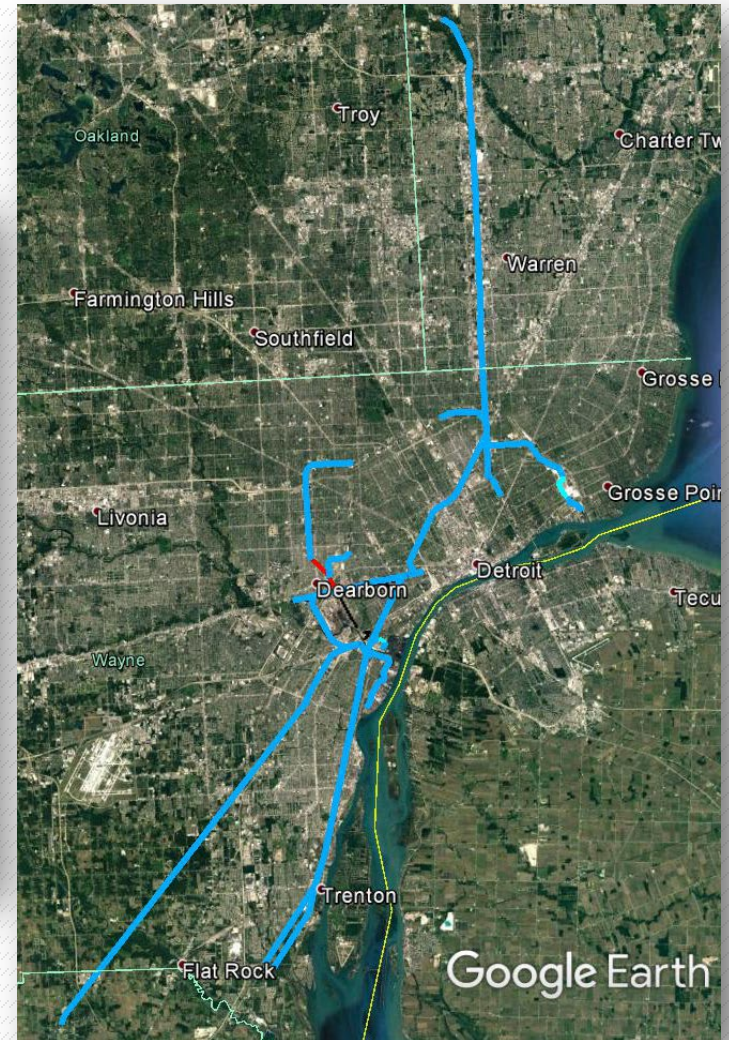 Troy
Oakland
Charter Tw
Warren
Farmington Hills
Southfield
Grosse
Grosse Poin
Livonia
Detroit
Dearborn
Tecu
Wayne
Trenton
Flat Rock
Google Earth